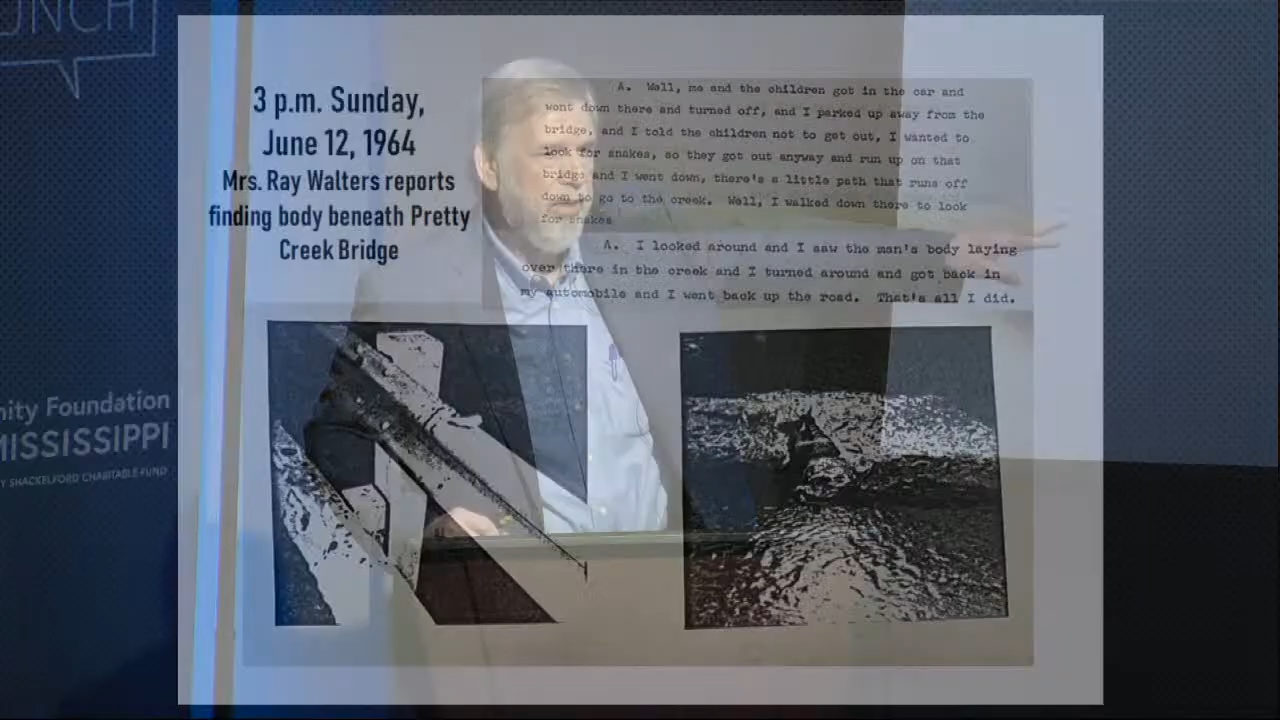 UNCH
3 p.m. Sunday,
June 12, 1964
Mrs. Ray Walters reports
finding body beneath Pretty
Creek Bridge
A. Well, me and the children got in the car and
went down there and turned off, and I parked up away from the
bridge, and I told the children not to get out, I wanted to
look for snakes, so they got out anyway and run up on that
bridge and I went down, there's a little path that runs off
down to go to the creek. Well, I walked down there to look
for snakes
A. I looked around and I saw the man's body laying
over there in the creek and I turned around and got back in
my automobile and I went back up the road. That's all I did.
nity Foundation
MISSISSIPPI
Y SHACKELFORD CHARITABLE FUND